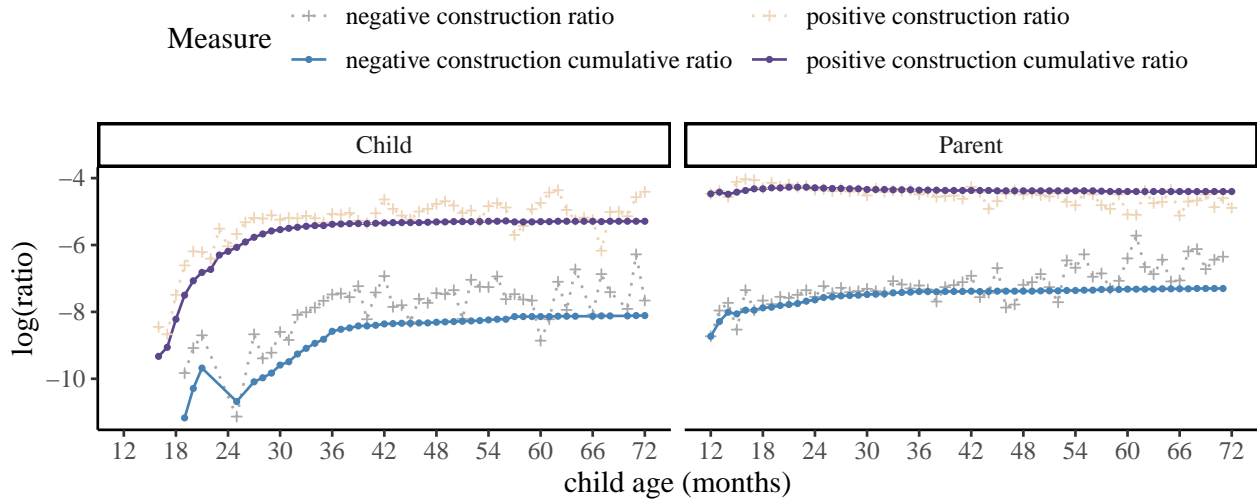 Measure
negative construction ratio
positive construction ratio
negative construction cumulative ratio
positive construction cumulative ratio
Child
Parent
log(ratio)
−4
−6
−8
−10
12 18 24 30 36 42 48 54 60 66 72
12 18 24 30 36 42 48 54 60 66 72
child age (months)